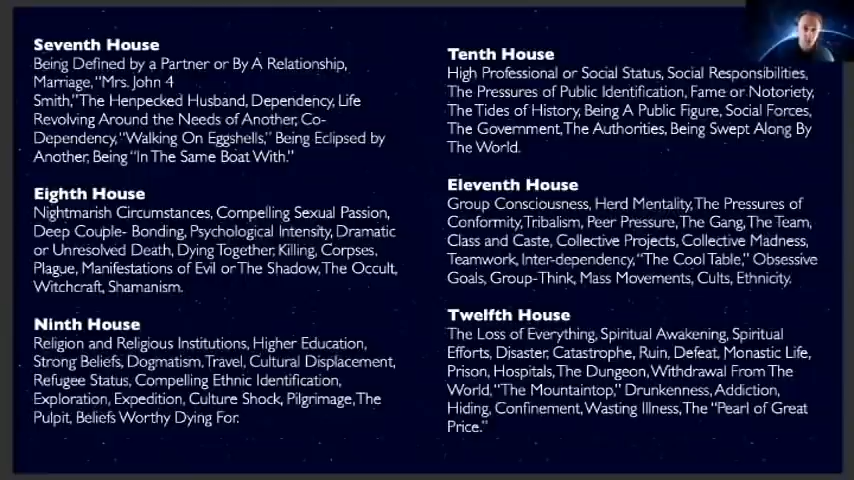 Seventh House
Being Defined by a Partner or By A Relationship,
Marriage, "Mrs. John 4
Smith," The Henpecked Husband, Dependency, Life
Revolving Around the Needs of Another, Co-
Dependency, "Walking On Eggshells," Being Eclipsed by
Another, Being "In The Same Boat With."
Eighth House
Nightmarish Circumstances, Compelling Sexual Passion,
Deep Couple- Bonding, Psychological Intensity, Dramatic
or Unresolved Death, Dying Together, Killing, Corpses,
Plague, Manifestations of Evil or The Shadow, The Occult,
Witchcraft, Shamanism.
Ninth House
Religion and Religious Institutions, Higher Education,
Strong Beliefs, Dogmatism, Travel, Cultural Displacement,
Refugee Status, Compelling Ethnic Identification,
Exploration, Expedition, Culture Shock, Pilgrimage, The
Pulpit, Beliefs Worthy Dying For.
Tenth House
High Professional or Social Status, Social Responsibilities,
The Pressures of Public Identification, Fame or Notoriety,
The Tides of History, Being A Public Figure, Social Forces,
The Government, The Authorities, Being Swept Along By
The World.
Eleventh House
Group Consciousness, Herd Mentality, The Pressures of
Conformity, Tribalism, Peer Pressure, The Gang, The Team,
Class and Caste, Collective Projects, Collective Madness,
Teamwork, Inter-dependency, "The Cool Table," Obsessive
Goals, Group-Think, Mass Movements, Cults, Ethnicity.
Twelfth House
The Loss of Everything, Spiritual Awakening, Spiritual
Efforts, Disaster, Catastrophe, Ruin, Defeat, Monastic Life,
Prison, Hospitals, The Dungeon, Withdrawal From The
World, "The Mountaintop," Drunkenness, Addiction,
Hiding, Confinement, Wasting Illness, The "Pearl of Great
Price."